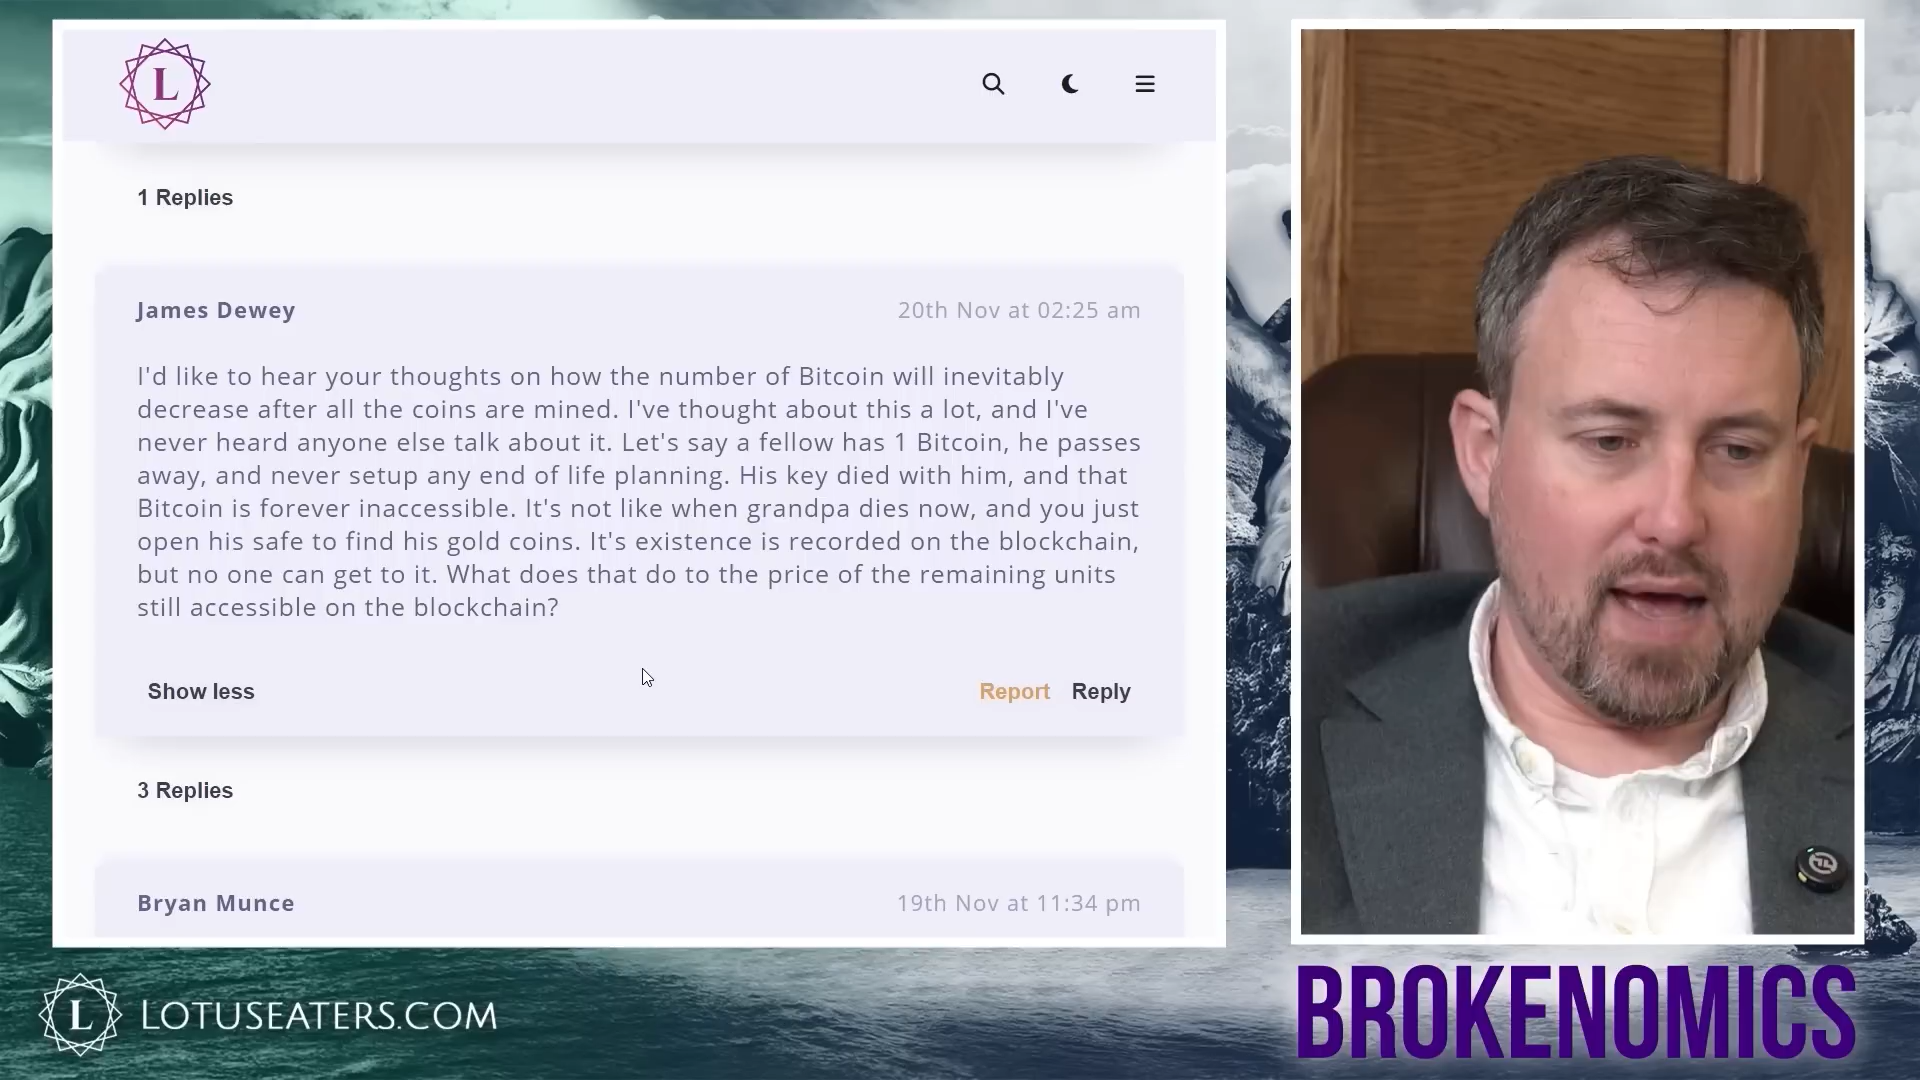 L
1 Replies
James Dewey
20th Nov at 02:25 am
I'd like to hear your thoughts on how the number of Bitcoin will inevitably
decrease after all the coins are mined. I've thought about this a lot, and I've
never heard anyone else talk about it. Let's say a fellow has 1 Bitcoin, he passes
away, and never setup any end of life planning. His key died with him, and that
Bitcoin is forever inaccessible. It's not like when grandpa dies now, and you just
open his safe to find his gold coins. It's existence is recorded on the blockchain,
but no one can get to it. What does that do to the price of the remaining units
still accessible on the blockchain?
Show less
Report
Reply
3 Replies
Bryan Munce
19th Nov at 11:34 pm
L
LOTUSEATERS.COM
BROKENOMICS